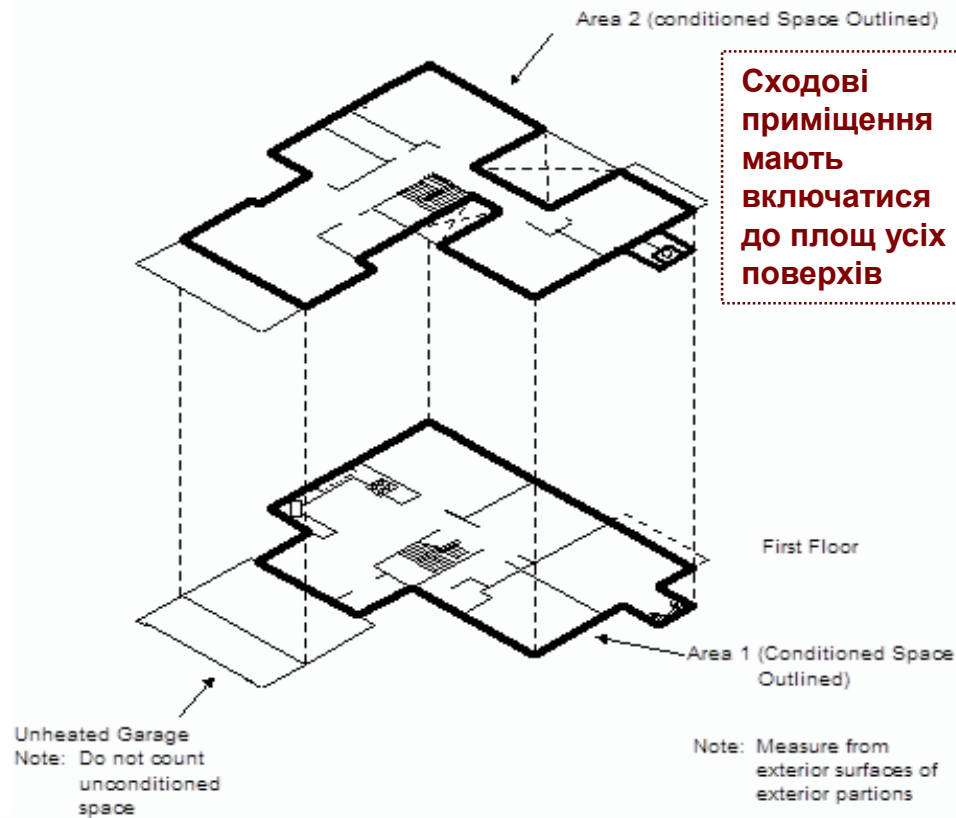 Area 2 (conditioned Space Outlined)
Сходові
приміщення
мають
включатися
до площ усіх
поверхів
First Floor
Area 1 (Conditioned Space
Outlined)
Unheated Garage
Note: Do not count
unconditioned
space
Note: Measure from
exterior surfaces of
exterior partions